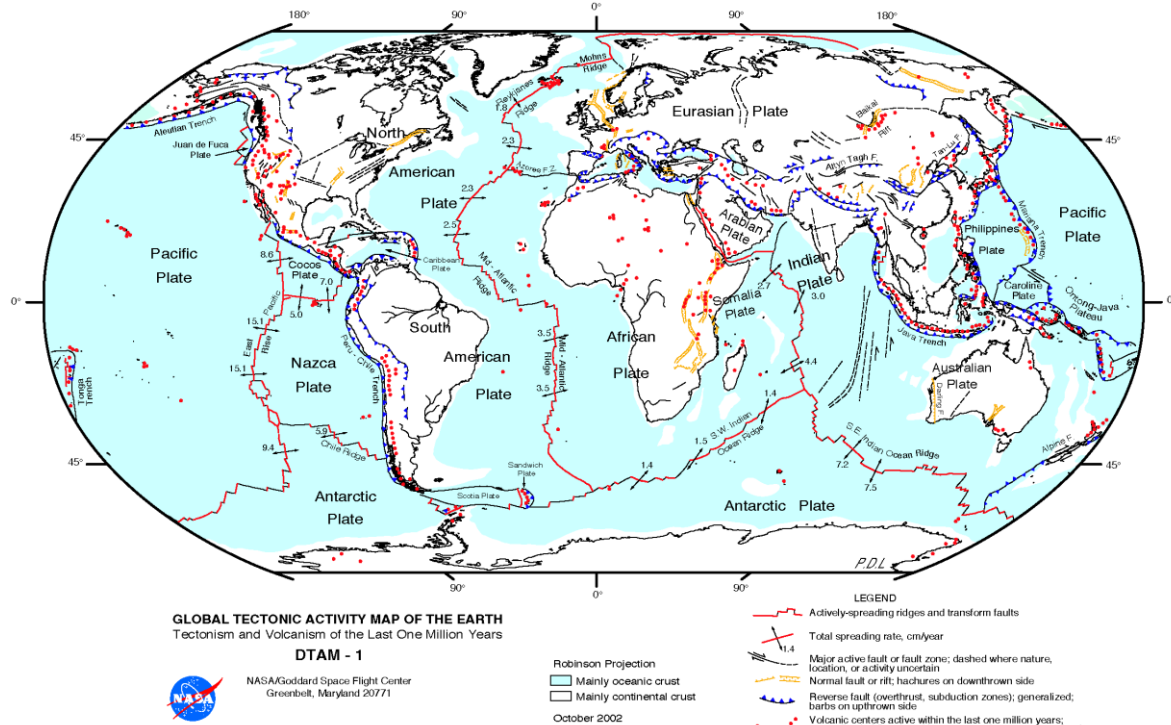 180°
90°
0°
90°
180°
Mohns
Ridge
Reykjanes
Ridge
1.8
Eurasian Plate
Baikal
Rift
45°
45°
Aleutian Trench
Juan de Fuca
Plate
North
American
Plate
2.3
Azores F.Z.
2.3
2.5
Altyn Tagh F.
Tan-Lu F.
Arabian
Plate
Indian
Plate
Philippines
Plate
Mariana Trench
Pacific
Plate
Pacific
Plate
8.6
Cocos
Plate
7.0
5.0
Caribbean
Plate
Mid-Atlantic
Ridge
2.7
3.0
Somalia
Plate
Caroline
Plate
Ontong-Java
Plateau
0°
0°
South
American
Plate
African
Plate
15.1
15.1
East Pacific
Rise
Nazca
Plate
Peru - Chile Trench
3.5
3.5
Mid-Atlantic
Ridge
4.4
Java Trench
Australian
Plate
Darling F.
Tonga
Trench
5.9
Chile Ridge
9.4
1.4
1.5
1.4
S.W. Indian
Ocean Ridge
S.E. Indian
Ocean Ridge
7.2
7.5
Alpine F.
45°
45°
Sandwich
Plate
Scotia Plate
Antarctic
Plate
Antarctic Plate
P.D.L
90°
0°
90°
GLOBAL TECTONIC ACTIVITY MAP OF THE EARTH
Tectonism and Volcanism of the Last One Million Years
DTAM - 1
NASA
NASA/Goddard Space Flight Center
Greenbelt, Maryland 20771
Robinson Projection
Mainly oceanic crust
Mainly continental crust
October 2002
LEGEND
Actively-spreading ridges and transform faults
Total spreading rate, cm/year
1.4
Major active fault or fault zone; dashed where nature,
location, or activity uncertain
Normal fault or rift; hachures on downthrown side
Reverse fault (overthrust, subduction zones); generalized;
barbs on upthrown side
Volcanic centers active within the last one million years;